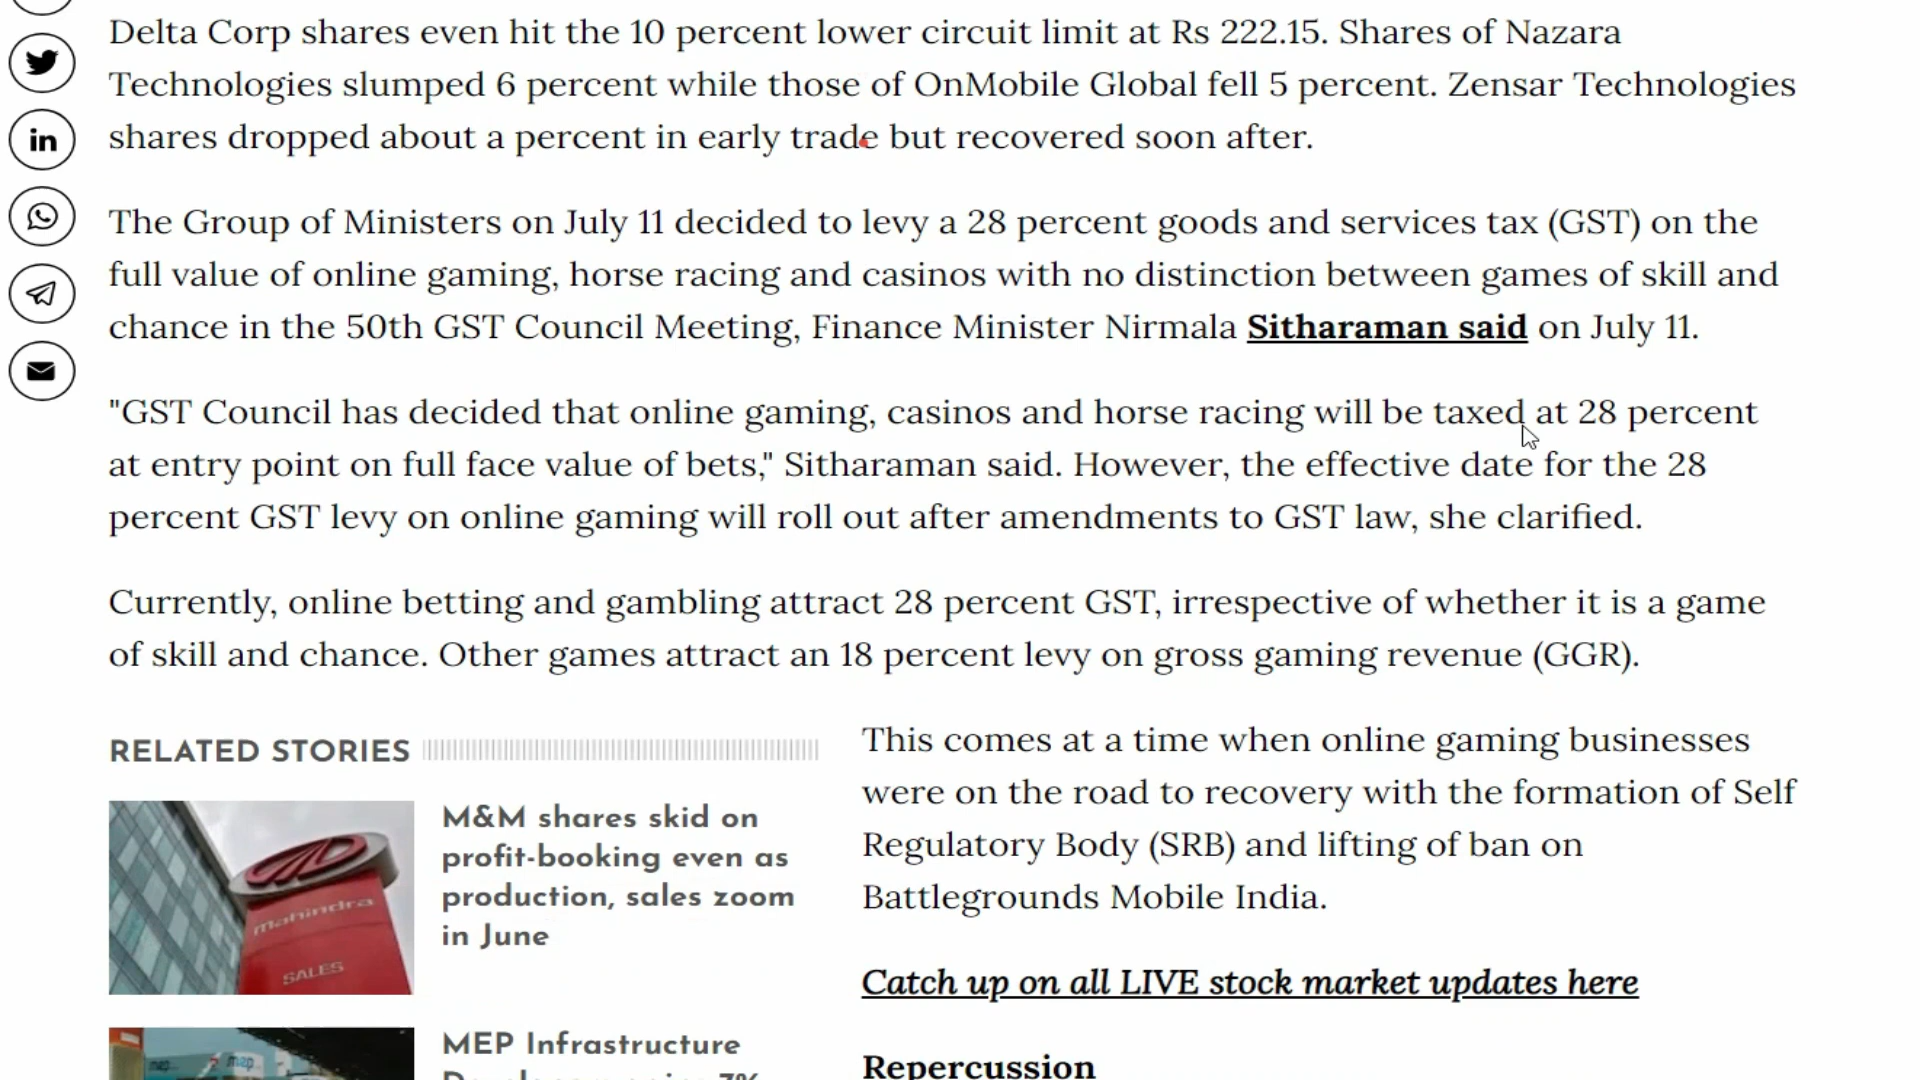 Delta Corp shares even hit the 10 percent lower circuit limit at Rs 222.15. Shares of Nazara
Technologies slumped 6 percent while those of OnMobile Global fell 5 percent. Zensar Technologies
shares dropped about a percent in early trade but recovered soon after.
The Group of Ministers on July 11 decided to levy a 28 percent goods and services tax (GST) on the
full value of online gaming, horse racing and casinos with no distinction between games of skill and
chance in the 50th GST Council Meeting, Finance Minister Nirmala Sitharaman said on July 11.
"GST Council has decided that online gaming, casinos and horse racing will be taxed at 28 percent
at entry point on full face value of bets," Sitharaman said. However, the effective date for the 28
percent GST levy on online gaming will roll out after amendments to GST law, she clarified.
Currently, online betting and gambling attract 28 percent GST, irrespective of whether it is a game
of skill and chance. Other games attract an 18 percent levy on gross gaming revenue (GGR).
RELATED STORIES
mahindra
SALES
M&M shares skid on
profit-booking even as
production, sales zoom
in June
mep
MEP Infrastructure
This comes at a time when online gaming businesses
were on the road to recovery with the formation of Self
Regulatory Body (SRB) and lifting of ban on
Battlegrounds Mobile India.
Catch up on all LIVE stock market updates here
Repercussion